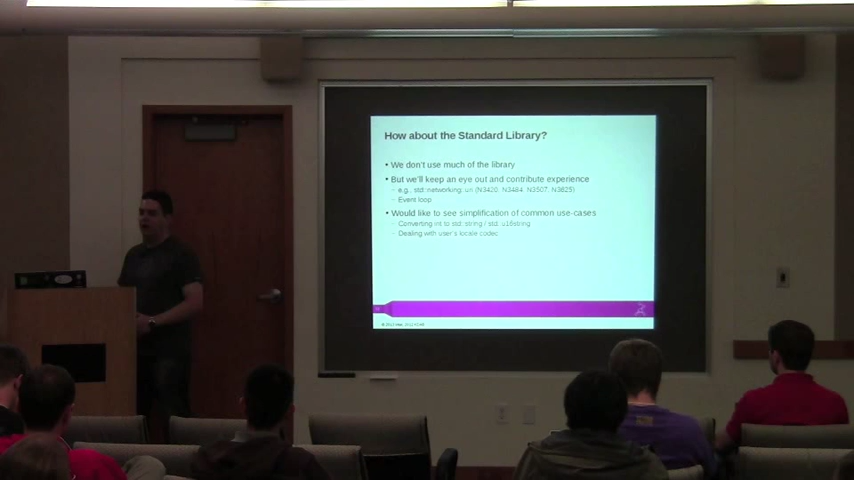 How about the Standard Library?
• We don't use much of the library
• But we'll keep an eye out and contribute experience
– e.g., std::networking::uri (N3420, N3484, N3507, N3625)
– Event loop
• Would like to see simplification of common use-cases
– Converting int to std::string / std::u16string
– Dealing with user's locale codec